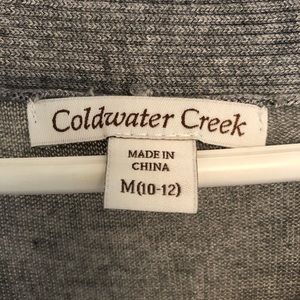 Coldwater Creek
MADE IN
CHINA
M(10-12)